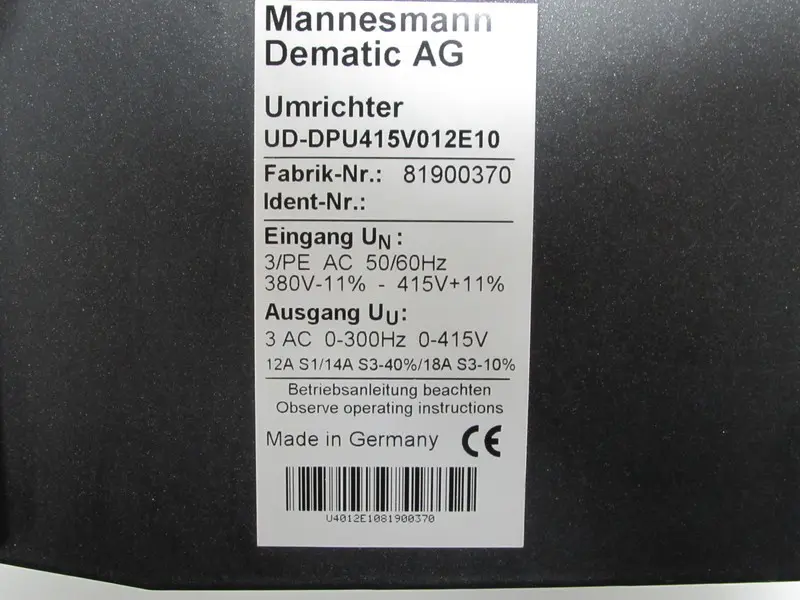 Mannesmann
Dematic AG
Umrichter
UD-DPU415V012E10
Fabrik-Nr.: 81900370
Ident-Nr.:
Eingang UN:
3/PE AC 50/60Hz
380V-11% - 415V+11%
Ausgang UU:
3 AC 0-300Hz 0-415V
12A S1/14A S3-40%/18A S3-10%
Betriebsanleitung beachten
Observe operating instructions
Made in Germany CE
U4012E1081900370